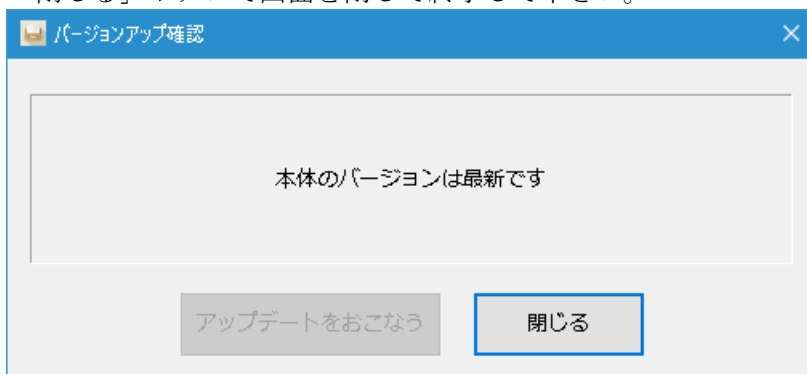 バージョンアップ確認
本体のバージョンは最新です
アップデートをおこなう
閉じる